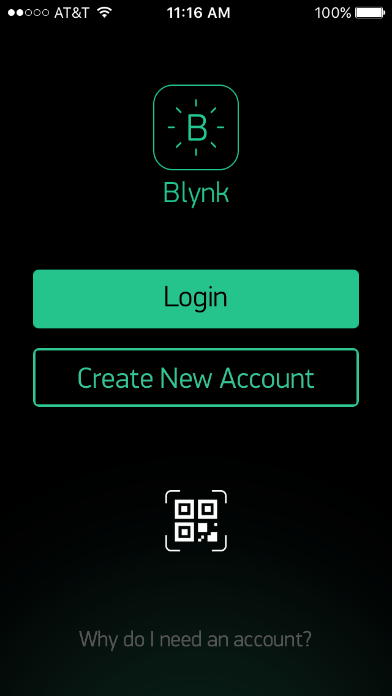 AT&T 11:16 AM 100%
B
Blynk
Login
Create New Account
Why do I need an account?